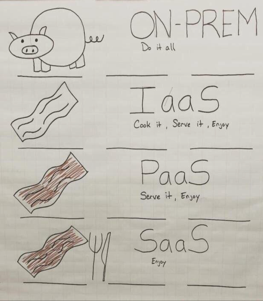 ON-PREM
Do it all
IaaS
Cook it, Serve it, Enjoy
PaaS
Serve it, Enjoy
SaaS
Enjoy